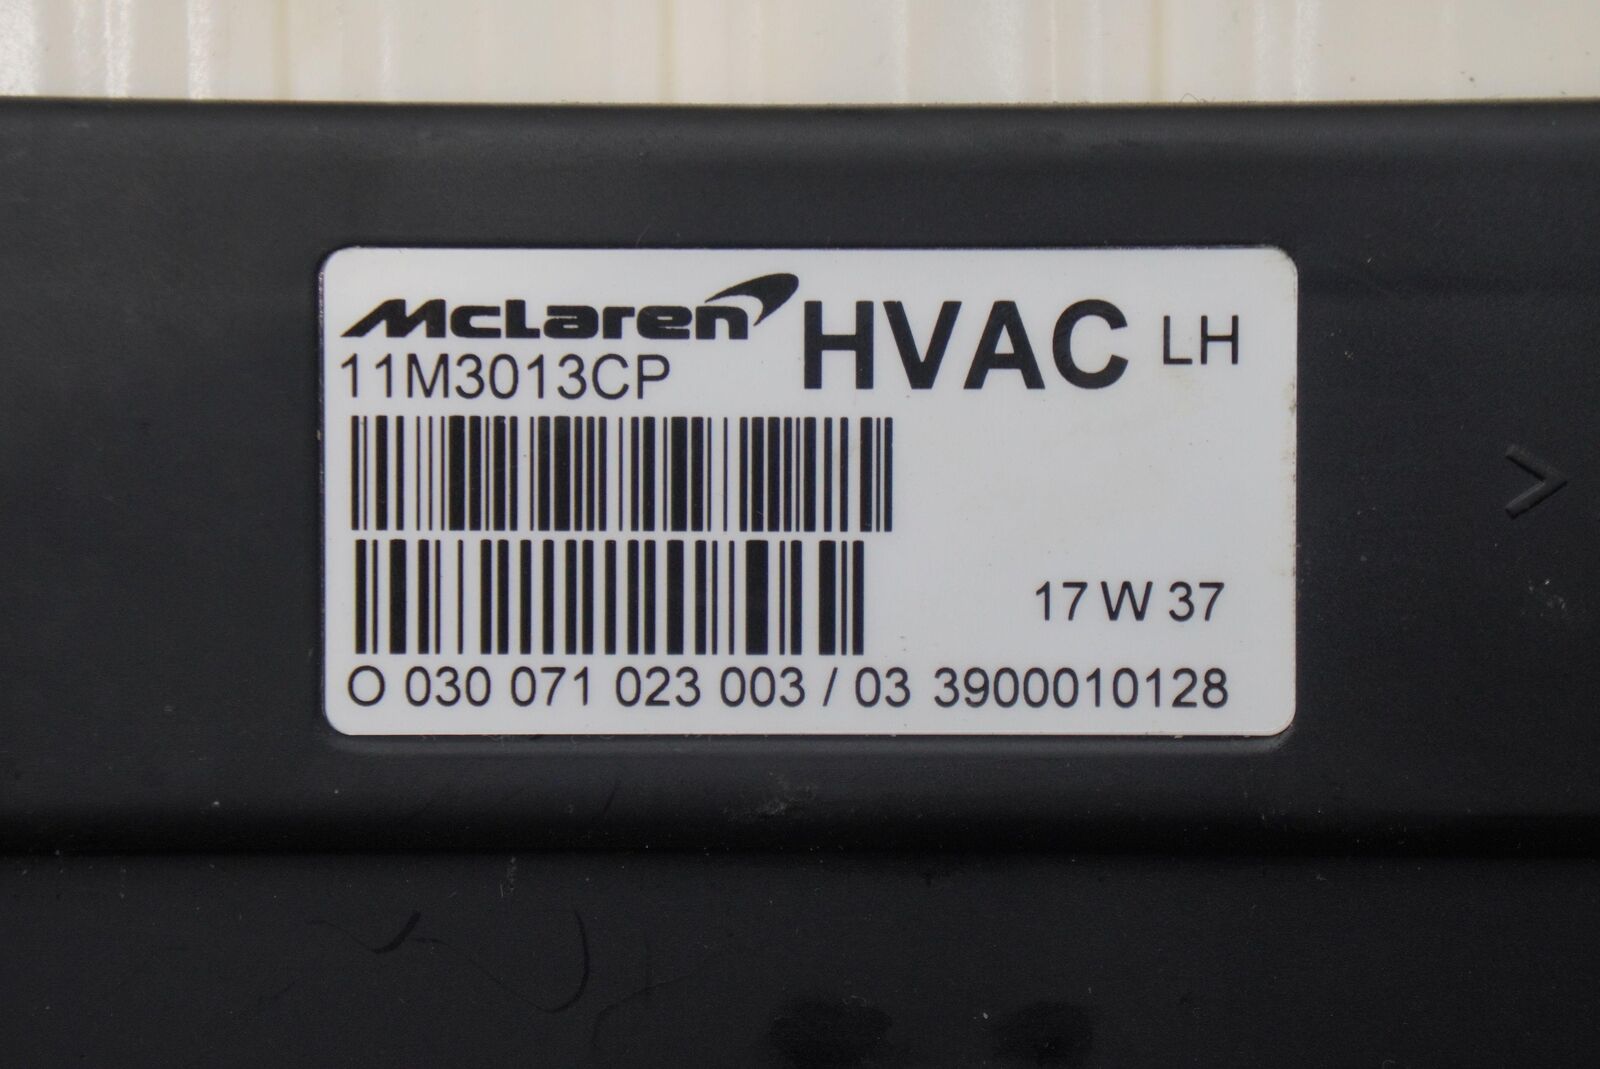 McLaren HVAC LH
11M3013CP
17 W 37
O 030 071 023 003 / 03 3900010128